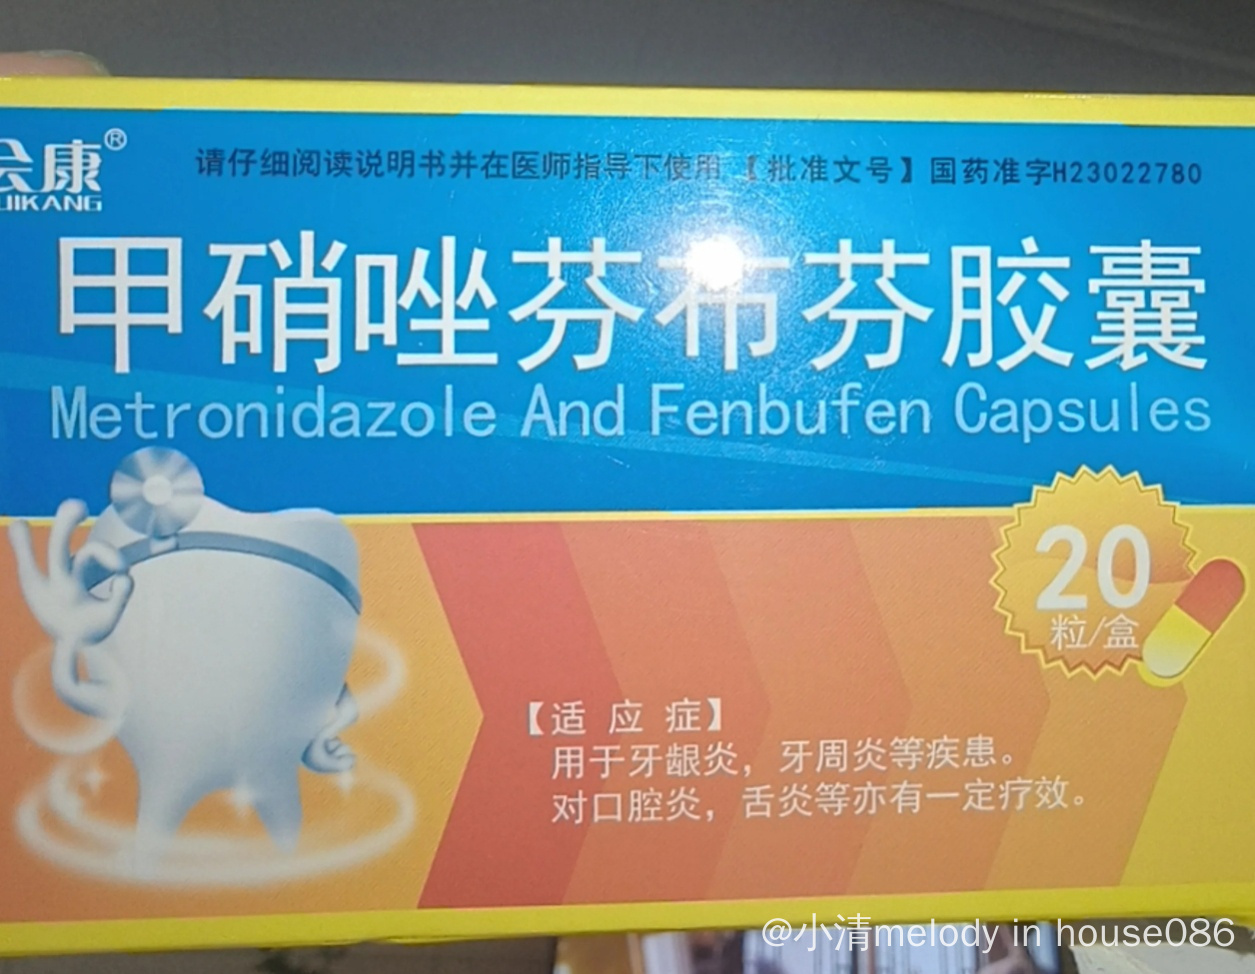 会康®
UIKANG
请仔细阅读说明书并在医师指导下使用 【批准文号】国药准字H23022780
甲硝唑芬布芬胶囊
Metronidazole And Fenbufen Capsules
20
粒/盒
【适 应 症】
用于牙龈炎，牙周炎等疾患。
对口腔炎，舌炎等亦有一定疗效。
@小清melody in house086